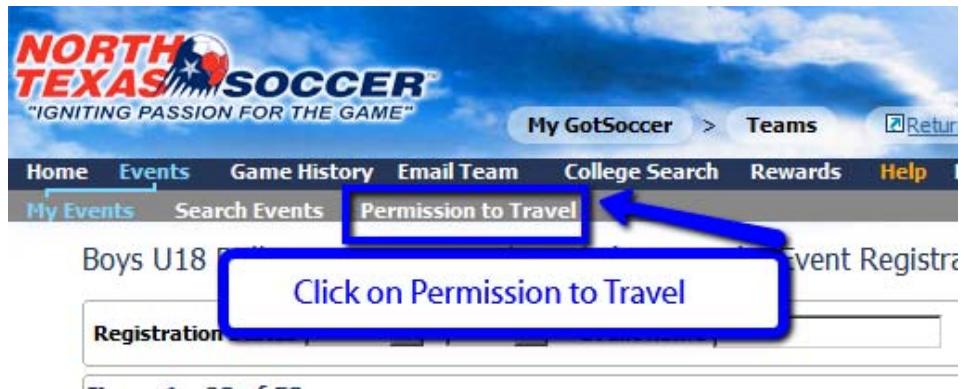 NORTH
TEXAS SOCCER
"IGNITING PASSION FOR THE GAME"
My GotSoccer > Teams
Home Events Game History Email Team College Search Rewards Help
My Events Search Events Permission to Travel
Boys U18 Event
Click on Permission to Travel
Registration